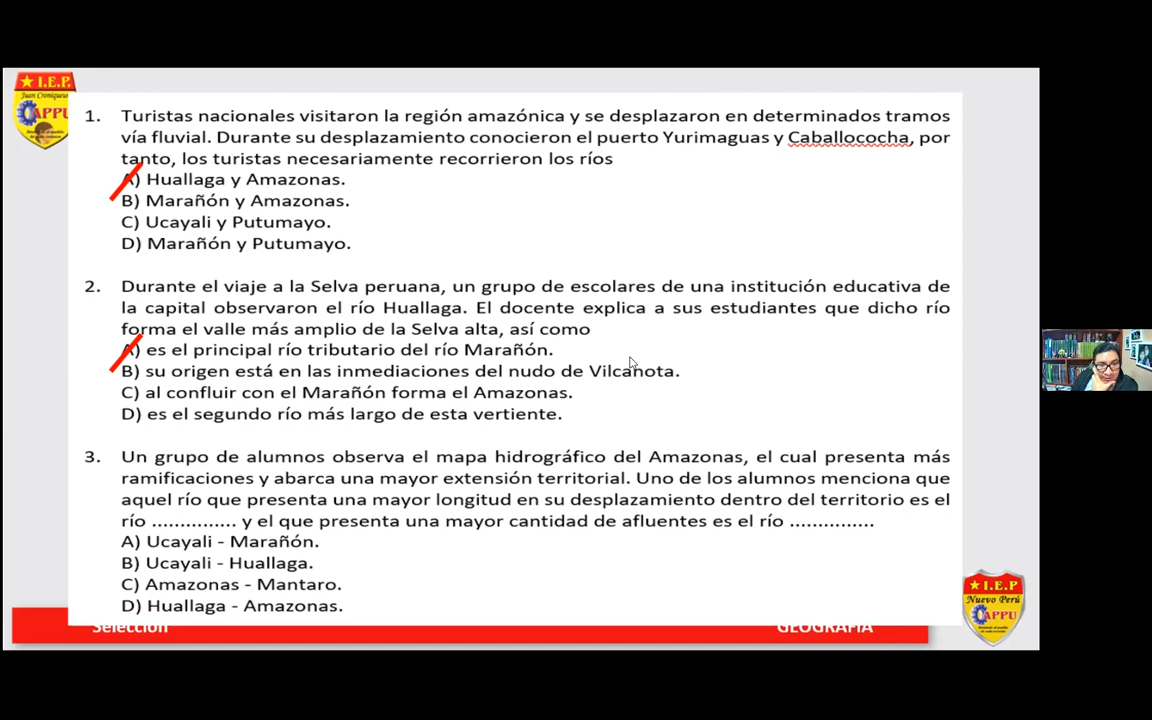 I.E.P.
Juan Croniqueur
CAPPU
1. Turistas nacionales visitaron la región amazónica y se desplazaron en determinados tramos
vía fluvial. Durante su desplazamiento conocieron el puerto Yurimaguas y Caballococha, por
tanto, los turistas necesariamente recorrieron los ríos
A) Huallaga y Amazonas.
B) Marañón y Amazonas.
C) Ucayali y Putumayo.
D) Marañón y Putumayo.
2. Durante el viaje a la Selva peruana, un grupo de escolares de una institución educativa de
la capital observaron el río Huallaga. El docente explica a sus estudiantes que dicho río
forma el valle más amplio de la Selva alta, así como
A) es el principal río tributario del río Marañón.
B) su origen está en las inmediaciones del nudo de Vilcanota.
C) al confluir con el Marañón forma el Amazonas.
D) es el segundo río más largo de esta vertiente.
3. Un grupo de alumnos observa el mapa hidrográfico del Amazonas, el cual presenta más
ramificaciones y abarca una mayor extensión territorial. Uno de los alumnos menciona que
aquel río que presenta una mayor longitud en su desplazamiento dentro del territorio es el
río ............... y el que presenta una mayor cantidad de afluentes es el río ...............
A) Ucayali - Marañón.
B) Ucayali - Huallaga.
C) Amazonas - Mantaro.
D) Huallaga - Amazonas.
I.E.P
Nuevo Perú
CAPPU
Selección
GEOGRAFÍA